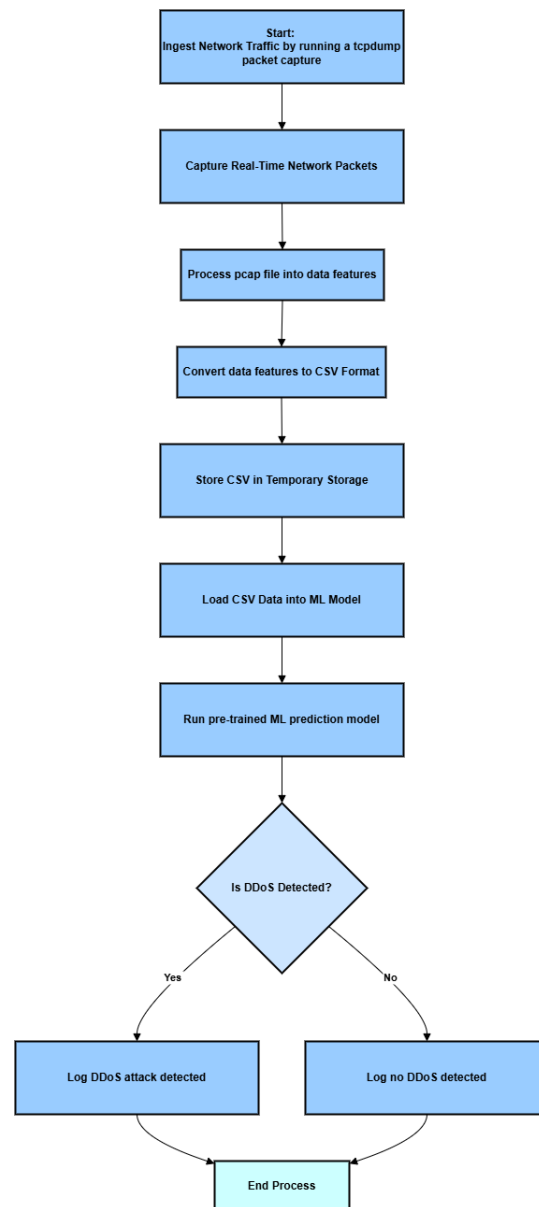 Start:
Ingest Network Traffic by running a tcpdump
packet capture
Capture Real-Time Network Packets
Process pcap file into data features
Convert data features to CSV Format
Store CSV in Temporary Storage
Load CSV Data into ML Model
Run pre-trained ML prediction model
Is DDoS Detected?
Yes
No
Log DDoS attack detected
Log no DDoS detected
End Process